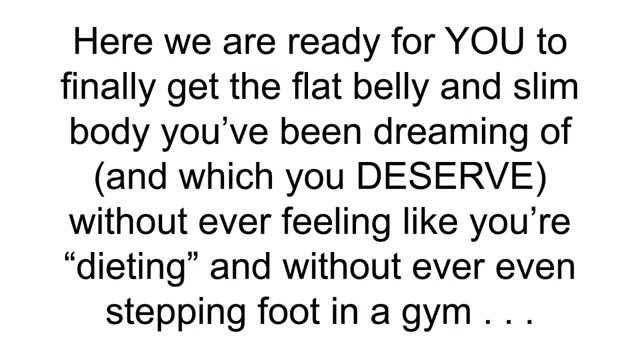 Here we are ready for YOU to
finally get the flat belly and slim
body you’ve been dreaming of
(and which you DESERVE)
without ever feeling like you’re
“dieting” and without ever even
stepping foot in a gym . . .